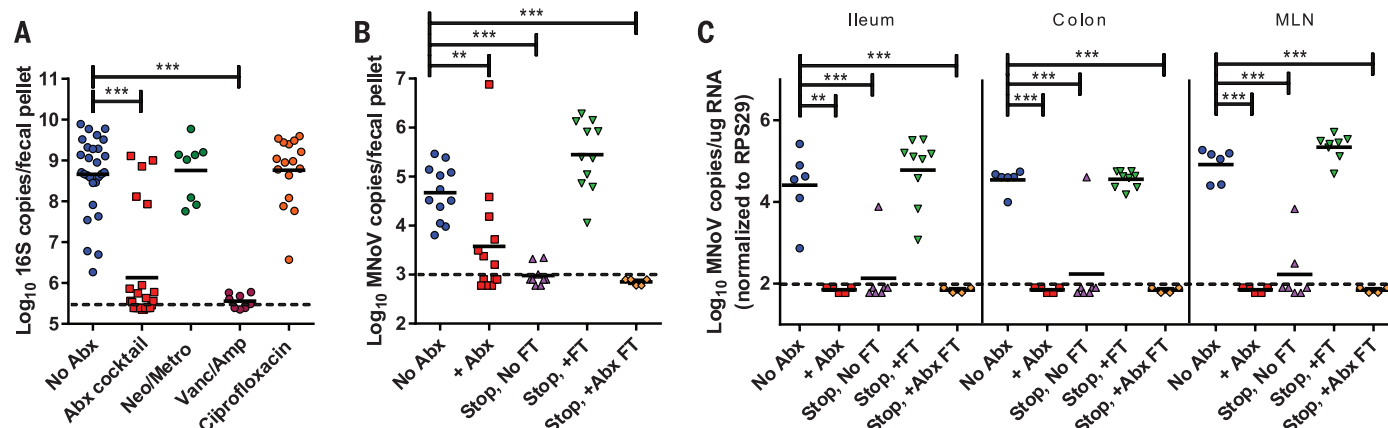 A
Log10 16S copies/fecal pellet
11
10
9
8
7
6
5
***
***
No Abx
Abx cocktail
Neo/Metro
Vanc/Amp
Ciprofloxacin
B
Log10 MNoV copies/fecal pellet
7
6
5
4
3
2
***
***
**
No Abx
+ Abx
Stop, No FT
Stop, +FT
Stop, +Abx FT
C
Log10 MNoV copies/ug RNA
(normalized to RPS29)
6
4
2
Ileum
***
***
**
No Abx
+ Abx
Stop, No FT
Stop, +FT
Stop, +Abx FT
Colon
***
***
***
No Abx
+ Abx
Stop, No FT
Stop, +FT
Stop, +Abx FT
MLN
***
***
***
No Abx
+ Abx
Stop, No FT
Stop, +FT
Stop, +Abx FT